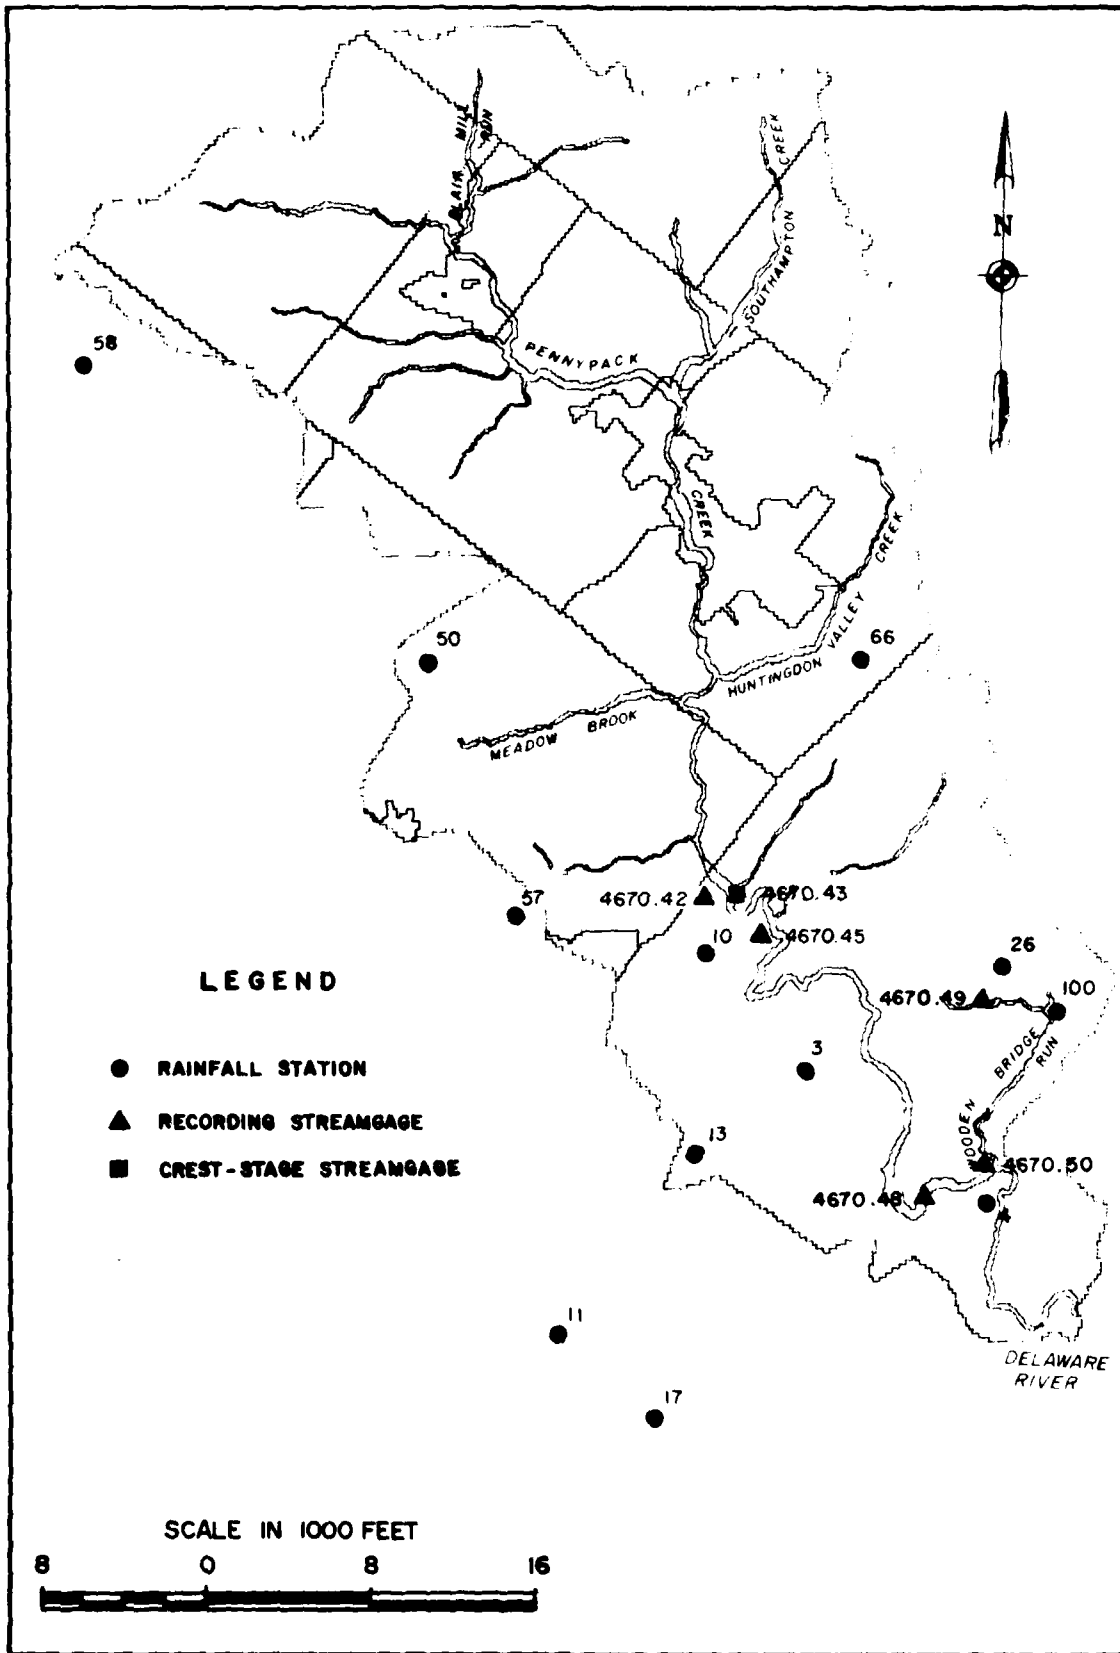 BLAIR MILL RUN
SOUTHAMPTON CREEK
N
58
PENNYPACK
CREEK
HUNTINGDON VALLEY CREEK
50
66
MEADOW BROOK
57
4670.42
4670.43
10
4670.45
26
100
4670.49
LEGEND
3
WOODEN BRIDGE RUN
RAINFALL STATION
13
RECORDING STREAMGAGE
CREST-STAGE STREAMGAGE
4670.50
4670.48
4
11
DELAWARE
RIVER
17
SCALE IN 1000 FEET
8 0 8 16